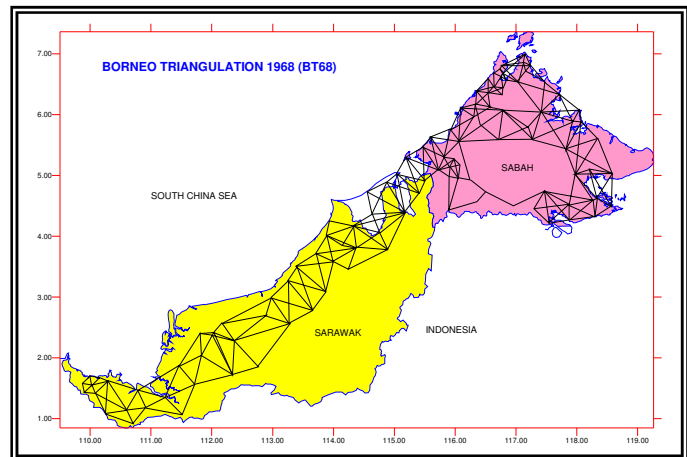 BORNEO TRIANGULATION 1968 (BT68)
7.00
6.00
5.00
4.00
3.00
2.00
1.00
SABAH
SOUTH CHINA SEA
SARAWAK
INDONESIA
110.00 111.00 112.00 113.00 114.00 115.00 116.00 117.00 118.00 119.00